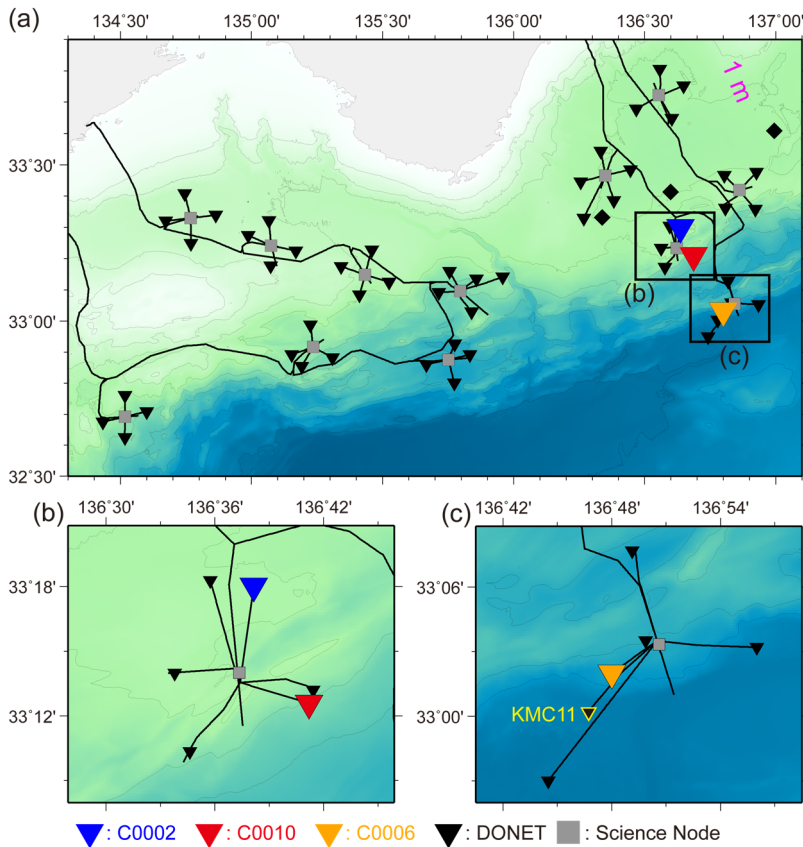 (a)
134˚30' 135˚00' 135˚30' 136˚00' 136˚30' 137˚00'
1 m
33˚30'
(b)
33˚00'
(c)
32˚30'
(b) 136˚30' 136˚36' 136˚42'
(c) 136˚42' 136˚48' 136˚54'
33˚18' 33˚06'
33˚12' 33˚00' KMC11
: C0002 : C0010 : C0006 : DONET : Science Node